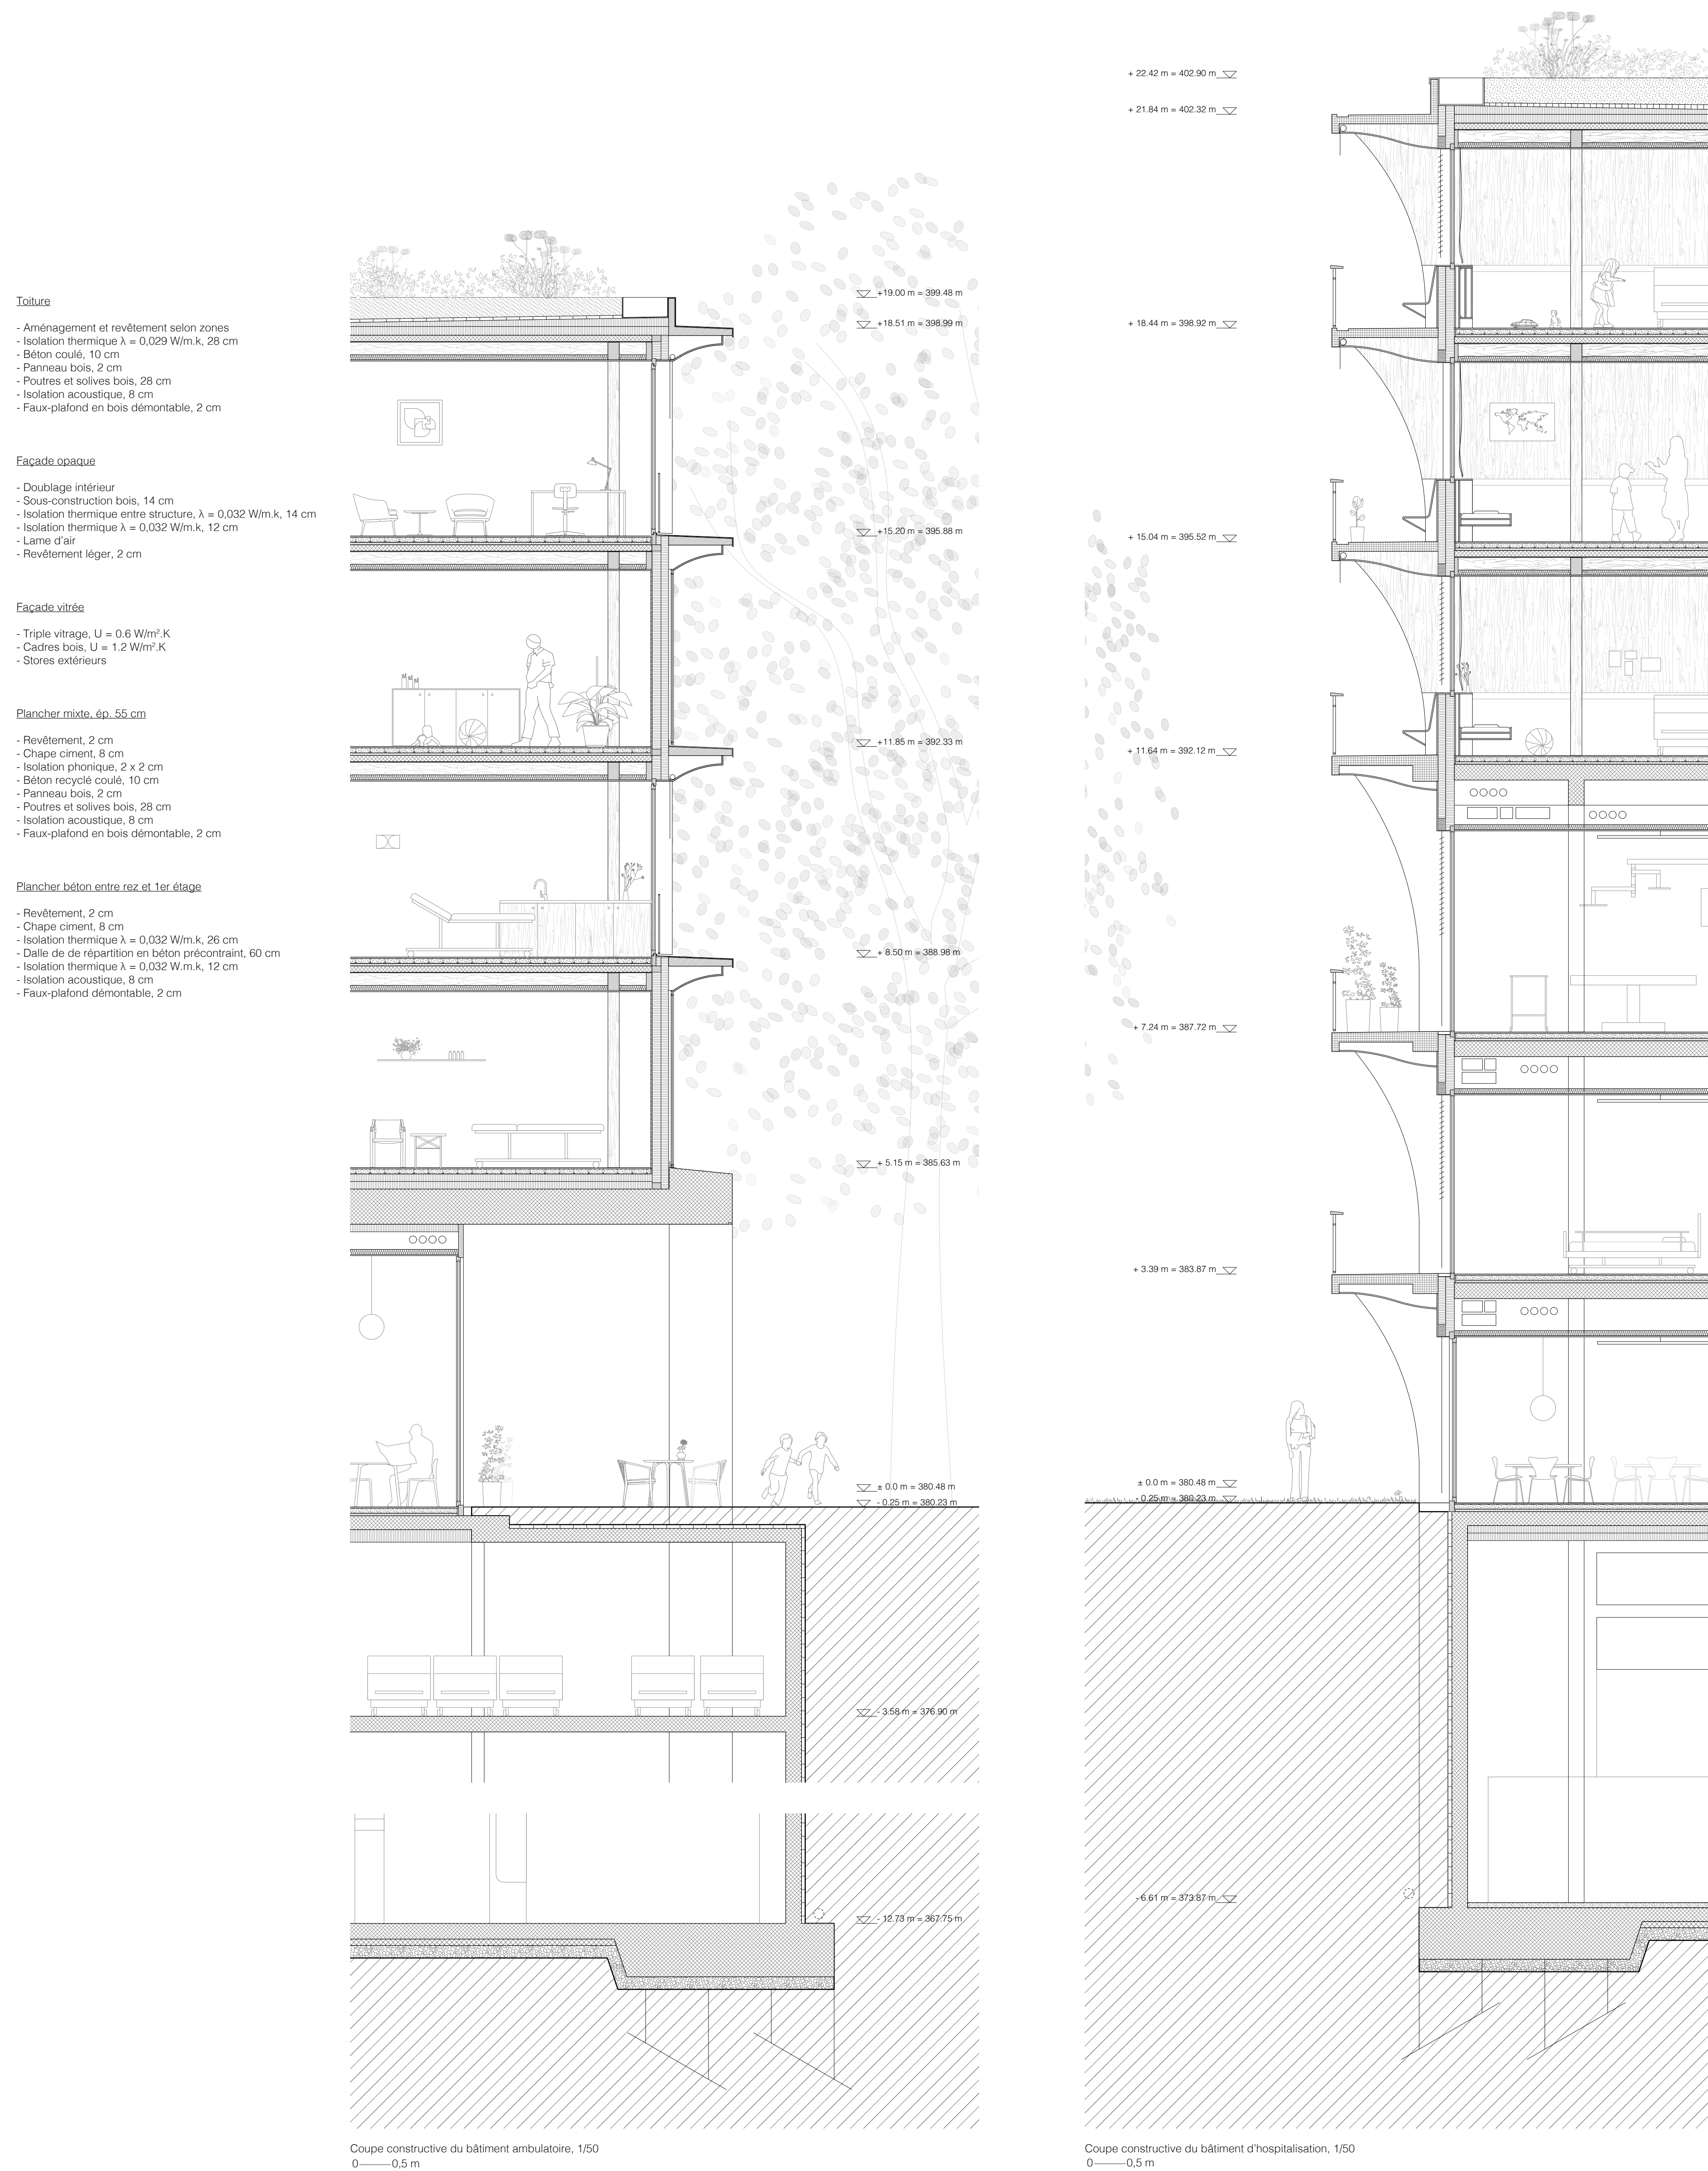 Toiture
- Aménagement et revêtement selon zones
- Isolation thermique λ = 0,029 W/m.k, 28 cm
- Béton coulé, 10 cm
- Panneau bois, 2 cm
- Poutres et solives bois, 28 cm
- Isolation acoustique, 8 cm
- Faux-plafond en bois démontable, 2 cm
Façade opaque
- Doublage intérieur
- Sous-construction bois, 14 cm
- Isolation thermique entre structure, λ = 0,032 W/m.k, 14 cm
- Isolation thermique λ = 0,032 W/m.k, 12 cm
- Lame d'air
- Revêtement léger, 2 cm
Façade vitrée
- Triple vitrage, U = 0.6 W/m².K
- Cadres bois, U = 1.2 W/m².K
- Stores extérieurs
Plancher mixte, ép. 55 cm
- Revêtement, 2 cm
- Chape ciment, 8 cm
- Isolation phonique, 2 x 2 cm
- Béton recyclé coulé, 10 cm
- Panneau bois, 2 cm
- Poutres et solives bois, 28 cm
- Isolation acoustique, 8 cm
- Faux-plafond en bois démontable, 2 cm
Plancher béton entre rez et 1er étage
- Revêtement, 2 cm
- Chape ciment, 8 cm
- Isolation thermique λ = 0,032 W/m.k, 26 cm
- Dalle de de répartition en béton précontraint, 60 cm
- Isolation thermique λ = 0,032 W.m.k, 12 cm
- Isolation acoustique, 8 cm
- Faux-plafond démontable, 2 cm
+19.00 m = 399.48 m
+18.51 m = 398.99 m
+15.20 m = 395.88 m
+11.85 m = 392.33 m
+ 8.50 m = 388.98 m
+ 5.15 m = 385.63 m
± 0.0 m = 380.48 m
- 0.25 m = 380.23 m
- 3.58 m = 376.90 m
- 12.73 m = 367.75 m
Coupe constructive du bâtiment ambulatoire, 1/50
0 0,5 m
+ 22.42 m = 402.90 m
+ 21.84 m = 402.32 m
+ 18.44 m = 398.92 m
+ 15.04 m = 395.52 m
+ 11.64 m = 392.12 m
+ 7.24 m = 387.72 m
+ 3.39 m = 383.87 m
± 0.0 m = 380.48 m
- 0.25 m = 380.23 m
- 6.61 m = 373.87 m
Coupe constructive du bâtiment d'hospitalisation, 1/50
0 0,5 m